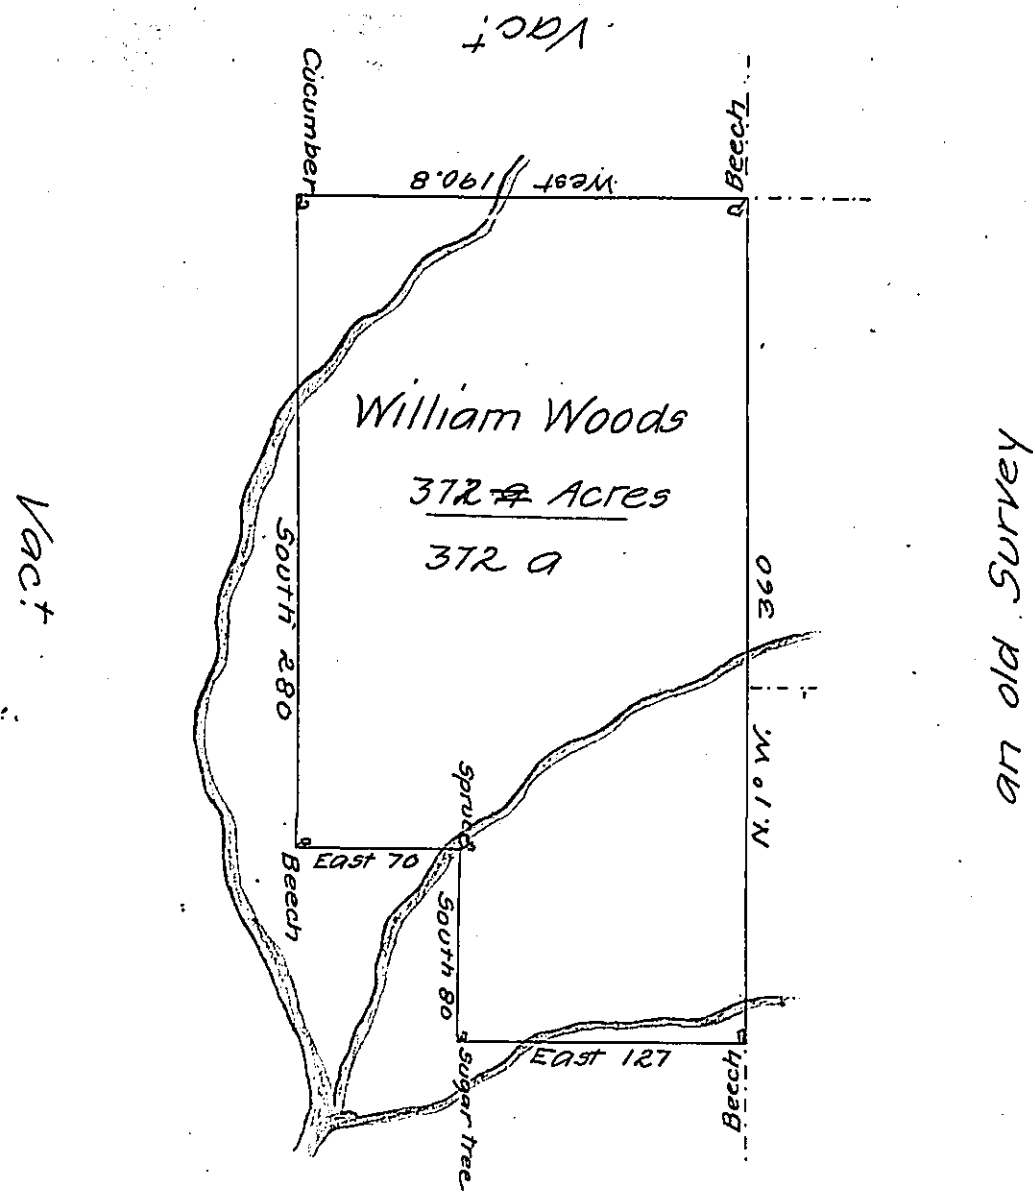 Vac.t
Cucumber
Beech
West 190.8
William Woods
372 Acres
372 a
South 280
360
N. 1° W.
Vac.t
an old Survey
Spruce
East 70
Beech
South 80
East 127
Sugar tree
Beech